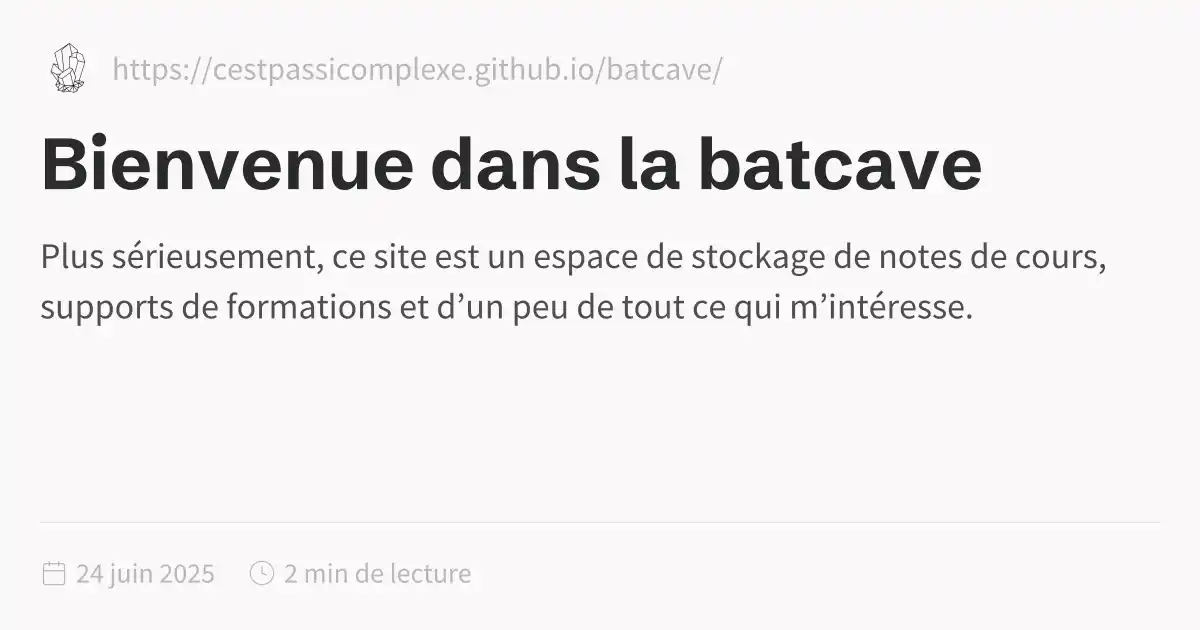 https://cestpassicomplexe.github.io/batcave/
Bienvenue dans la batcave
Plus sérieusement, ce site est un espace de stockage de notes de cours,
supports de formations et d’un peu de tout ce qui m’intéresse.
24 juin 2025
2 min de lecture